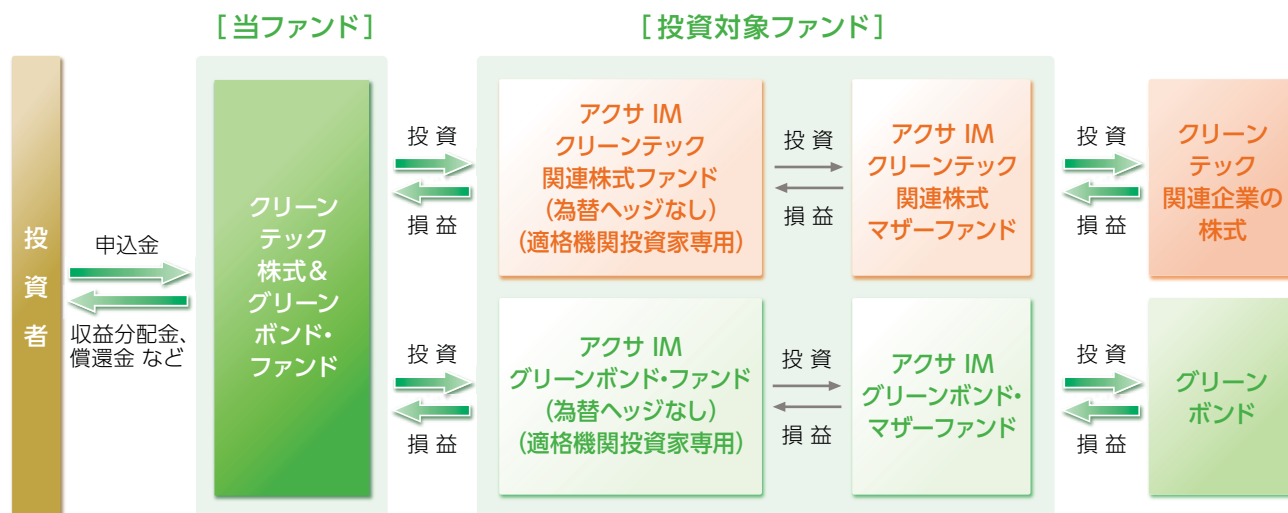 [当ファンド]
[投資対象ファンド]
投資者
申込金
収益分配金、
償還金 など
クリーン
テック
株式&
グリーン
ボンド・
ファンド
投 資
損 益
アクサ IM
クリーンテック
関連株式ファンド
(為替ヘッジなし)
(適格機関投資家専用)
投 資
損 益
アクサ IM
クリーンテック
関連株式
マザーファンド
投 資
損 益
クリーン
テック
関連企業の
株式
投 資
損 益
アクサ IM
グリーンボンド・ファンド
(為替ヘッジなし)
(適格機関投資家専用)
投 資
損 益
アクサ IM
グリーンボンド・
マザーファンド
投 資
損 益
グリーン
ボンド